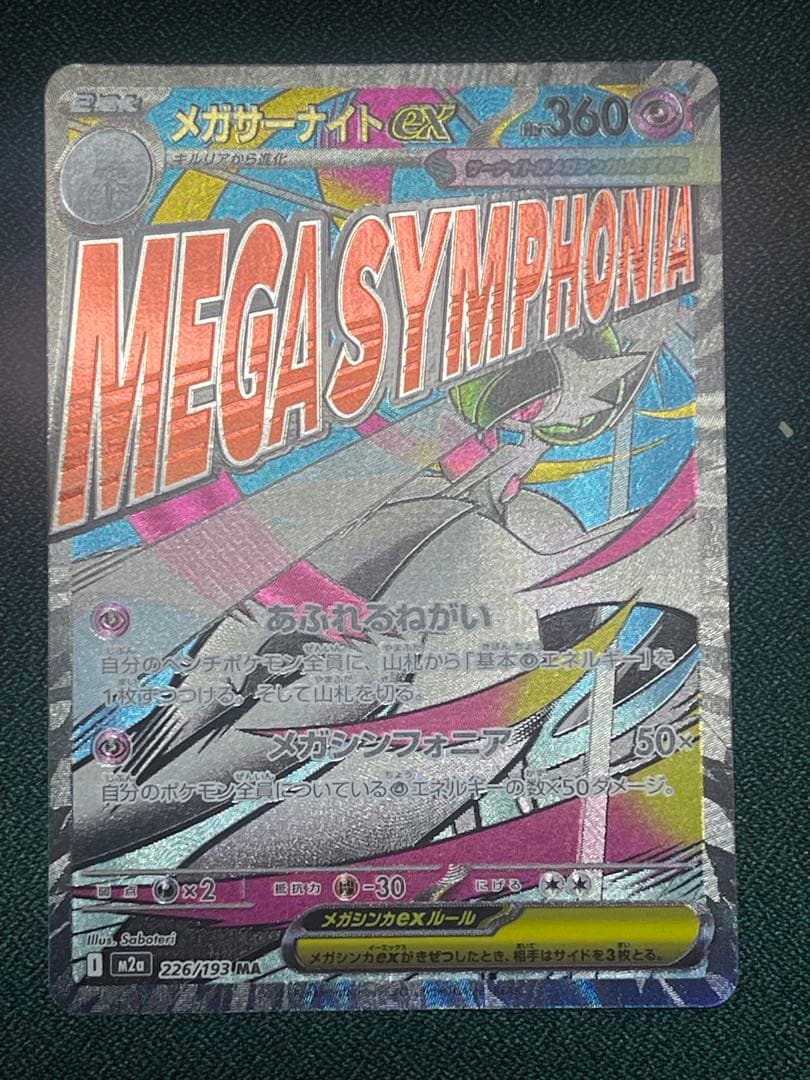 2進化
メガサーナイトex HP360
キルリアから進化
MEGA SYMPHONIA
あふれるねがい
自分のベンチポケモン全員に、山札から「基本エネルギー」を
1枚ずつつける。そして山札を切る。
メガシンフォニア 50×
自分のポケモン全員についているエネルギーの数×50ダメージ。
弱点 ×2 抵抗力 -30 にげる
メガシンカexルール
メガシンカexがきぜつしたとき、相手はサイドを3枚とる。
Illus. Saboteri
I M2a 226/193 MA